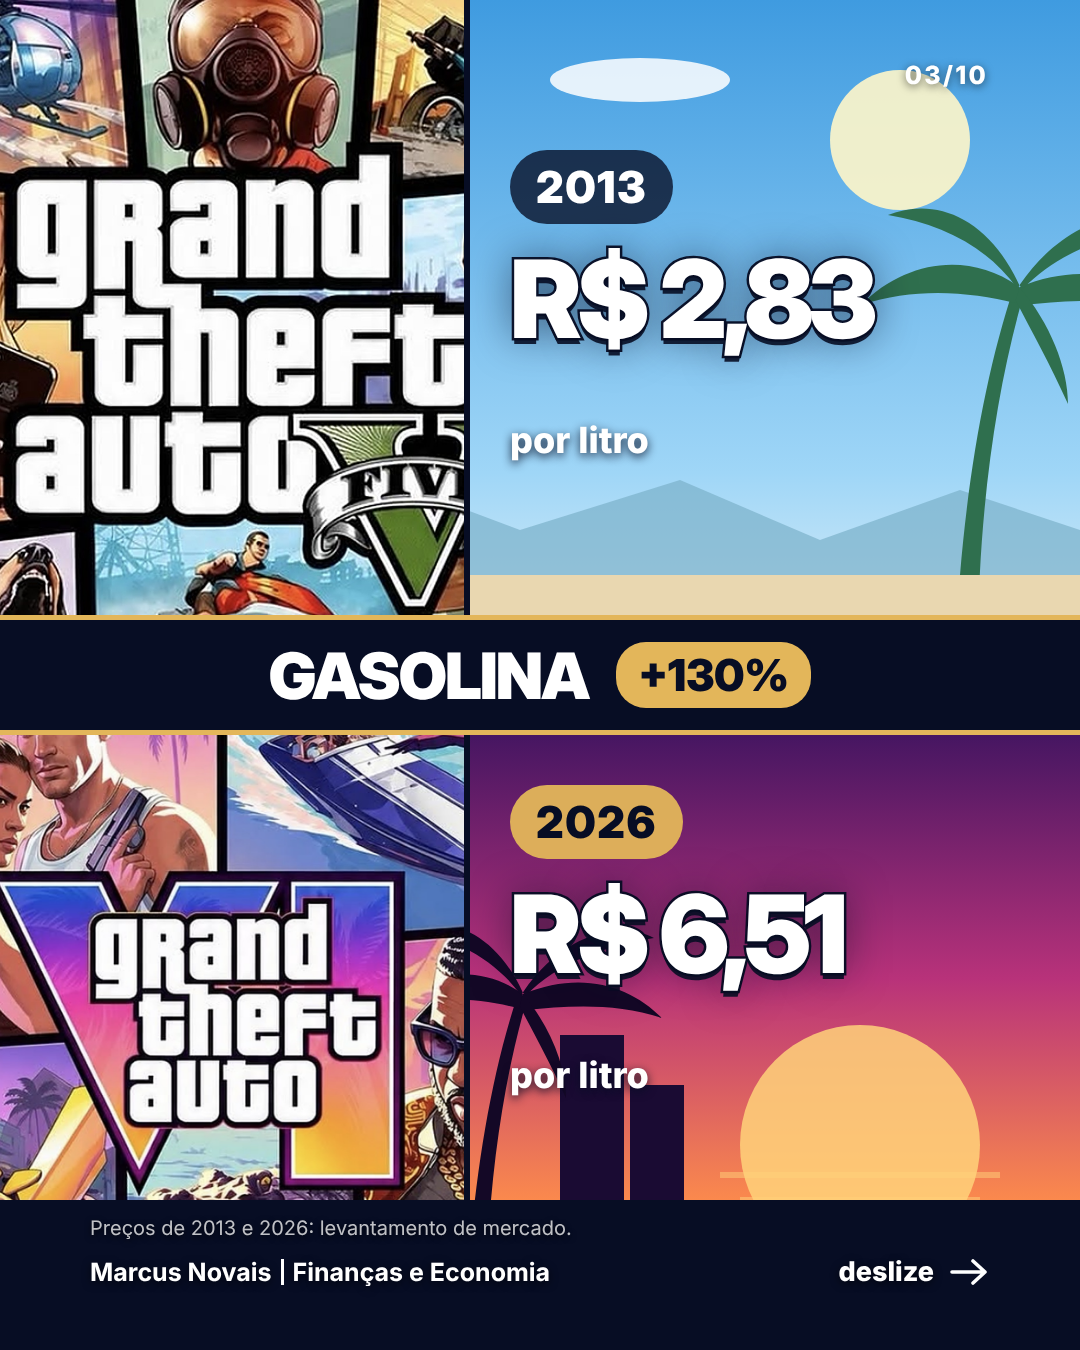 grand
theft
auto V
FIV
03/10
2013
R$ 2,83
por litro
GASOLINA +130%
VI
grand
theft
auto
2026
R$ 6,51
por litro
Preços de 2013 e 2026: levantamento de mercado.
Marcus Novais | Finanças e Economia
deslize →